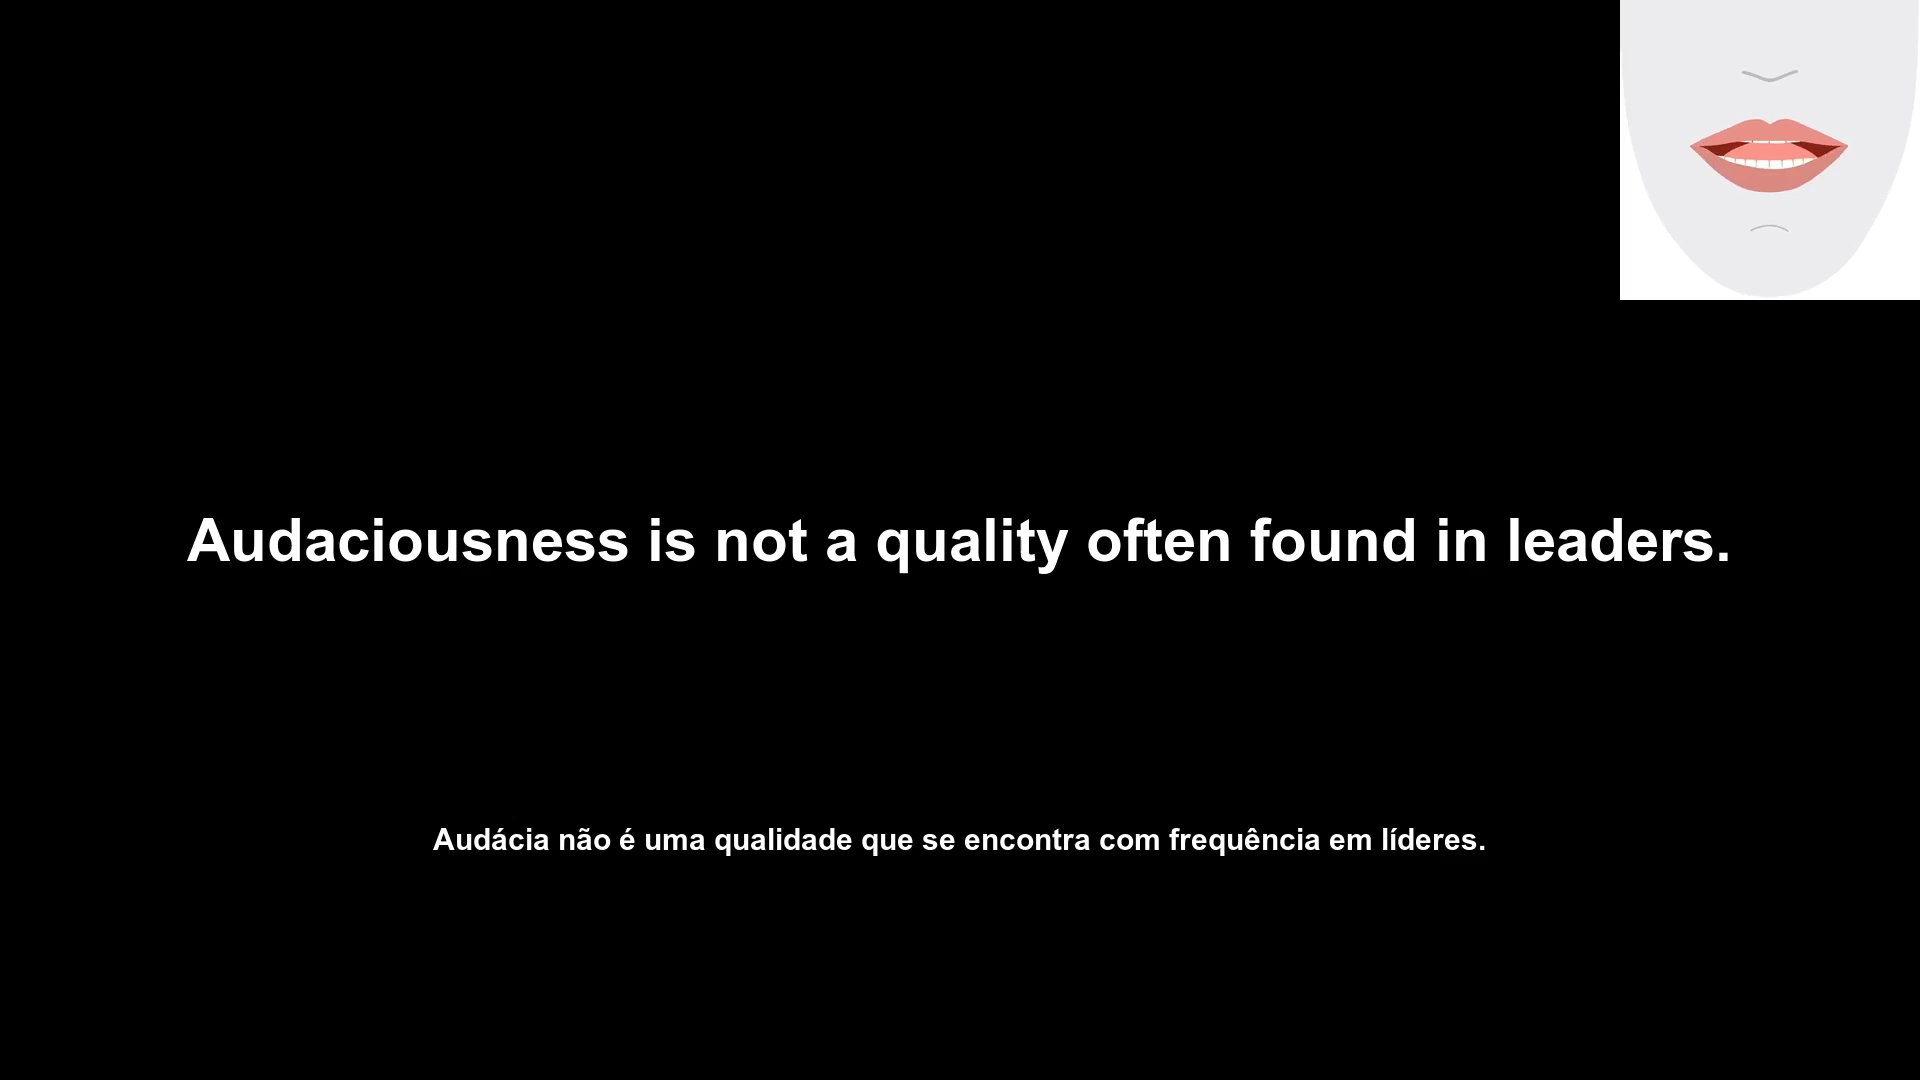 Audaciousness is not a quality often found in leaders.
Audácia não é uma qualidade que se encontra com frequência em líderes.